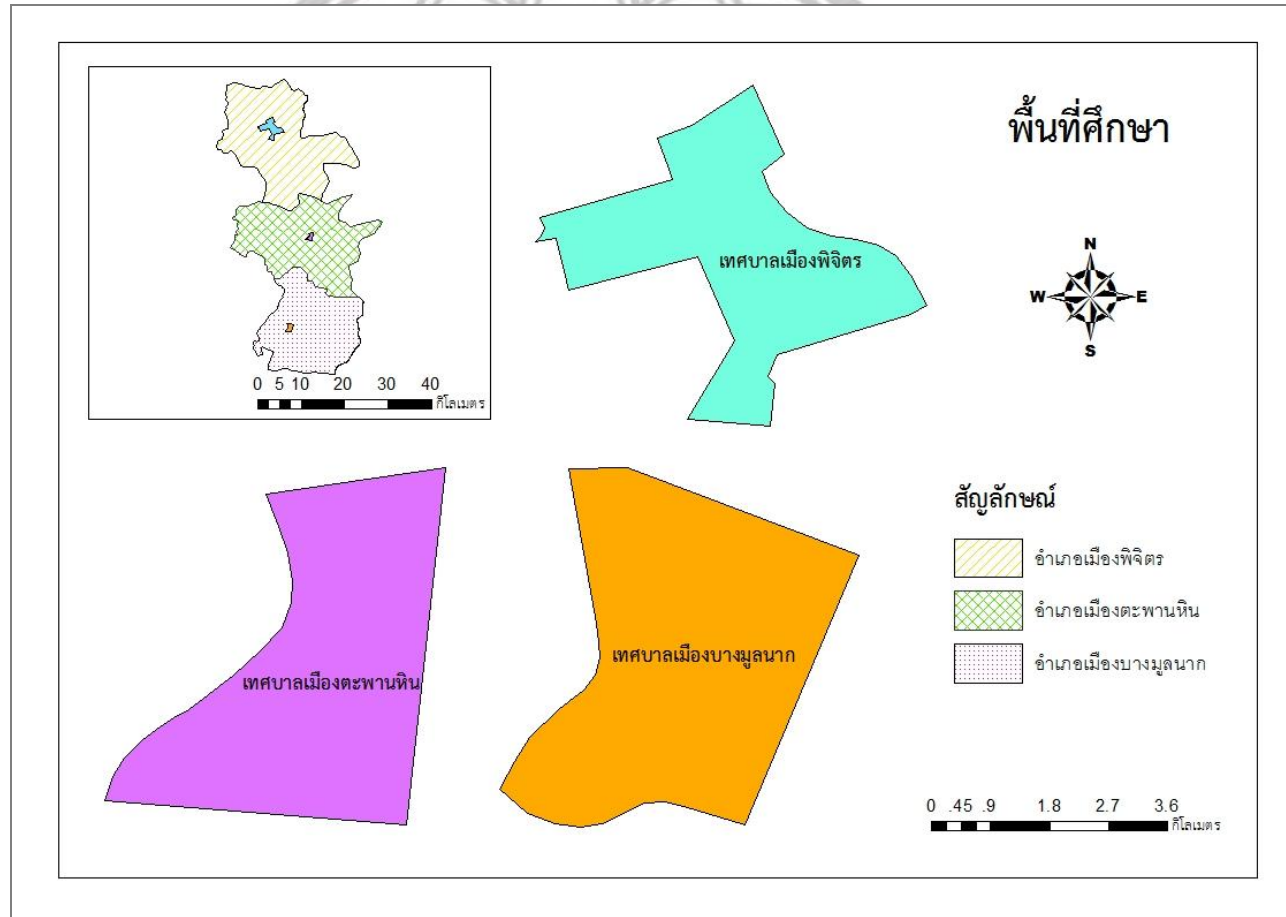 พื้นที่ศึกษา
0 5 10 20 30 40
กิโลเมตร
เทศบาลเมืองพิจิตร
N
W E
S
เทศบาลเมืองตะพานหิน
เทศบาลเมืองบางมูลนาก
สัญลักษณ์
อำเภอเมืองพิจิตร
อำเภอเมืองตะพานหิน
อำเภอเมืองบางมูลนาก
0 .45 .9 1.8 2.7 3.6
กิโลเมตร